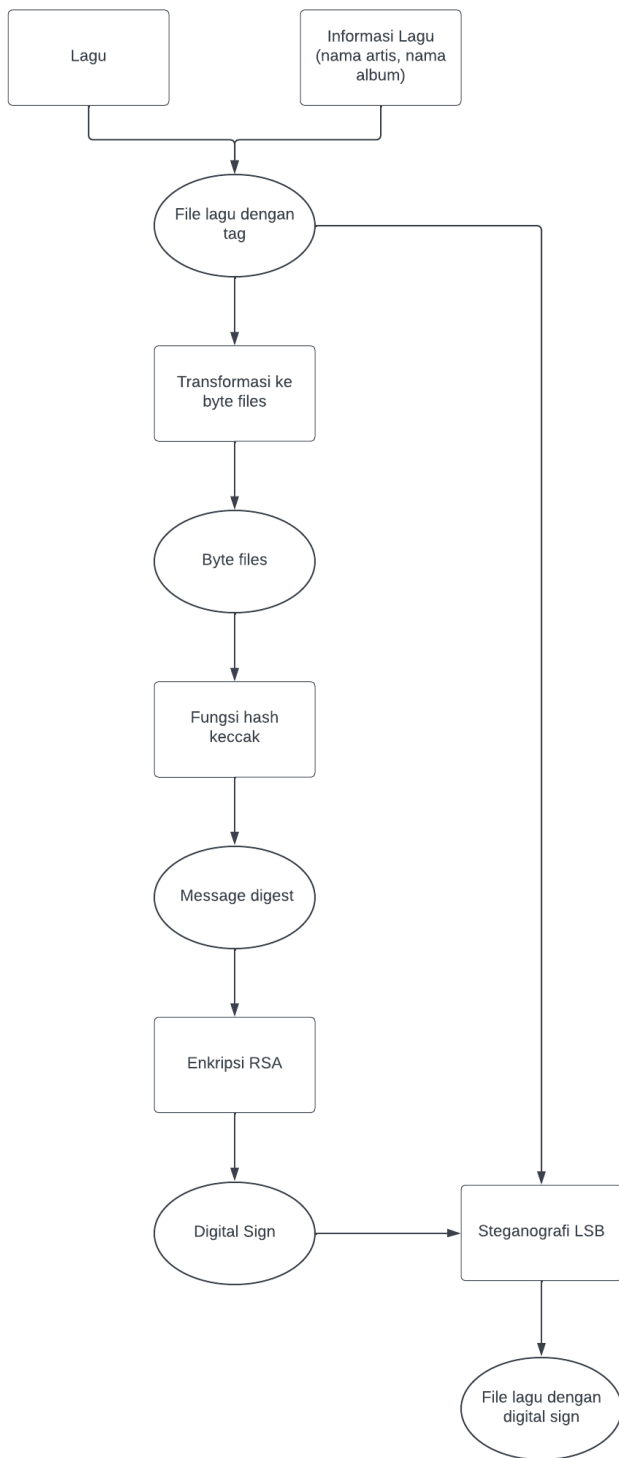 Lagu
Informasi Lagu
(nama artis, nama
album)
File lagu dengan
tag
Transformasi ke
byte files
Byte files
Fungsi hash
keccak
Message digest
Enkripsi RSA
Digital Sign
Steganografi LSB
File lagu dengan
digital sign